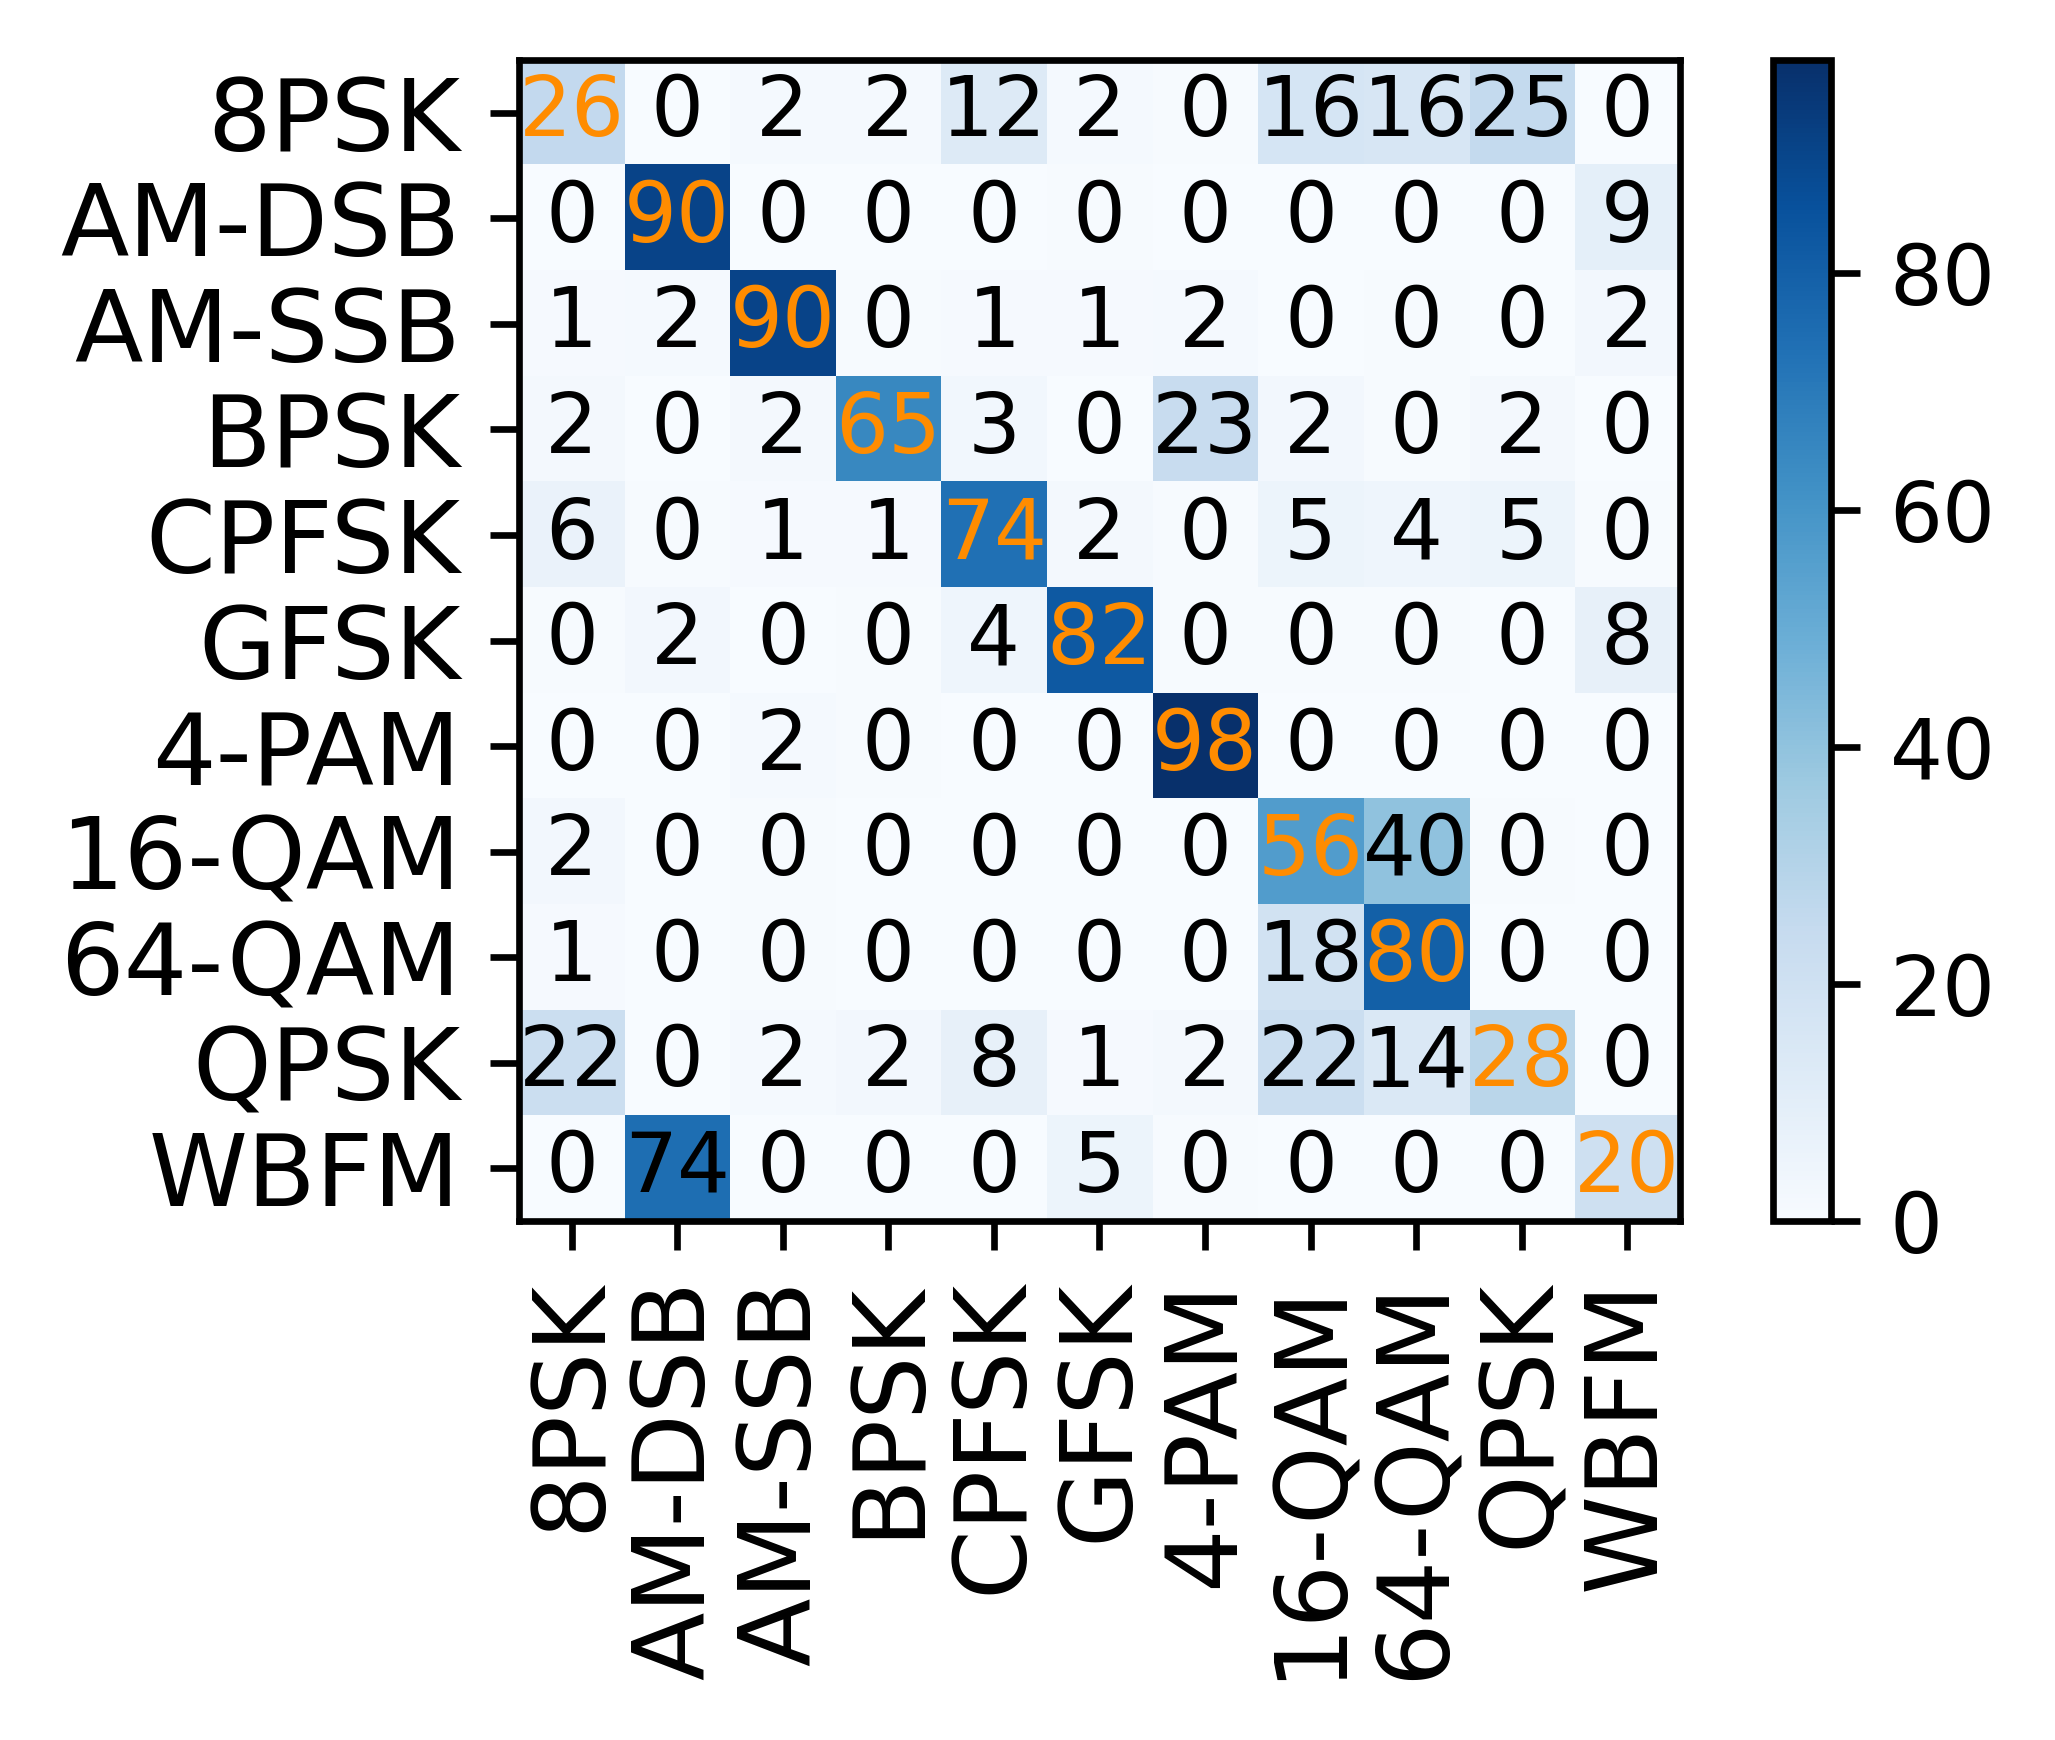 8PSK 26 0 2 2 12 2 0 16 16 25 0
AM-DSB 0 90 0 0 0 0 0 0 0 0 9
AM-SSB 1 2 90 0 1 1 2 0 0 0 2
BPSK 2 0 2 65 3 0 23 2 0 2 0
CPFSK 6 0 1 1 74 2 0 5 4 5 0
GFSK 0 2 0 0 4 82 0 0 0 0 8
4-PAM 0 0 2 0 0 0 98 0 0 0 0
16-QAM 2 0 0 0 0 0 0 56 40 0 0
64-QAM 1 0 0 0 0 0 0 18 80 0 0
QPSK 22 0 2 2 8 1 2 22 14 28 0
WBFM 0 74 0 0 0 5 0 0 0 0 20
8PSK
AM-DSB
AM-SSB
BPSK
CPFSK
GFSK
4-PAM
16-QAM
64-QAM
QPSK
WBFM
80
60
40
20
0